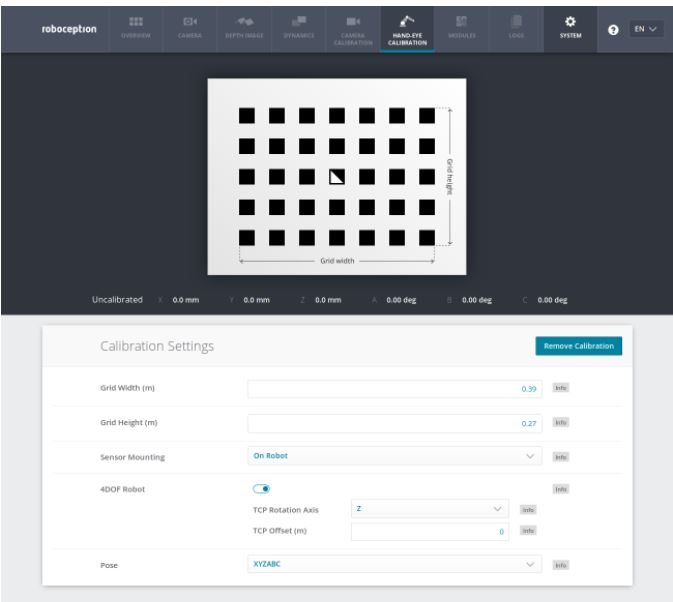 roboception OVERVIEW CAMERA DEPTH IMAGE DYNAMICS CAMERA CALIBRATION HAND-EYE CALIBRATION MODULES LOGS SYSTEM ? EN
Grid height
Grid width
Uncalibrated X 0.0 mm Y 0.0 mm Z 0.0 mm A 0.00 deg B 0.00 deg C 0.00 deg
Calibration Settings Remove Calibration
Grid Width (m) 0.39 Info
Grid Height (m) 0.27 Info
Sensor Mounting On Robot Info
4DOF Robot Info
TCP Rotation Axis Z Info
TCP Offset (m) 0 Info
Pose XYZABC Info